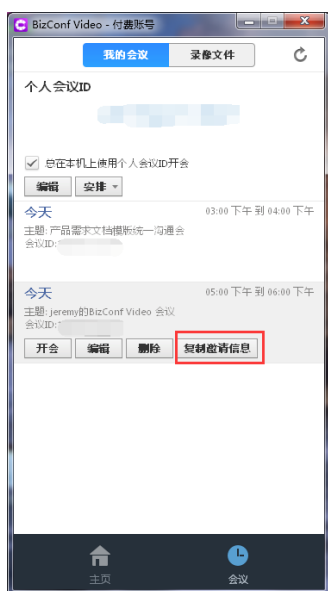 BizConf Video - 付费账号
我的会议 录像文件
个人会议ID
总在本机上使用个人会议ID开会
编辑 安排
今天 03:00 下午 到 04:00 下午
主题: 产品需求文档模版统一沟通会
会议ID:
今天 05:00 下午 到 06:00 下午
主题: jeremy的BizConf Video 会议
会议ID:
开会 编辑 删除 复制邀请信息
主页 会议